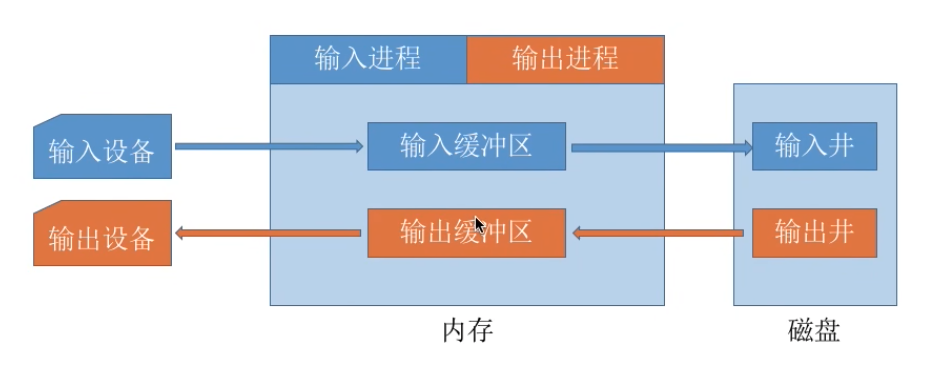 输入进程
输出进程
输入设备
输入缓冲区
输入井
输出设备
输出缓冲区
输出井
内存
磁盘